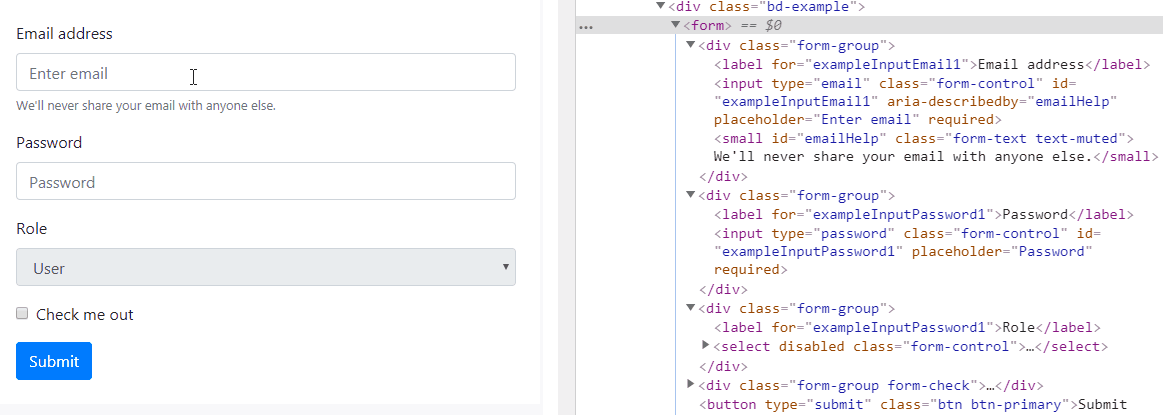 Email address
Enter email
We'll never share your email with anyone else.
Password
Password
Role
User
Check me out
Submit
<div class="bd-example">
... <form> == $0
<div class="form-group">
<label for="exampleInputEmail1">Email address</label>
<input type="email" class="form-control" id=
"exampleInputEmail1" aria-describedby="emailHelp"
placeholder="Enter email" required>
<small id="emailHelp" class="form-text text-muted">
We'll never share your email with anyone else.</small>
</div>
<div class="form-group">
<label for="exampleInputPassword1">Password</label>
<input type="password" class="form-control" id=
"exampleInputPassword1" placeholder="Password"
required>
</div>
<div class="form-group">
<label for="exampleInputPassword1">Role</label>
<select disabled class="form-control">…</select>
</div>
<div class="form-group form-check">…</div>
<button type="submit" class="btn btn-primary">Submit